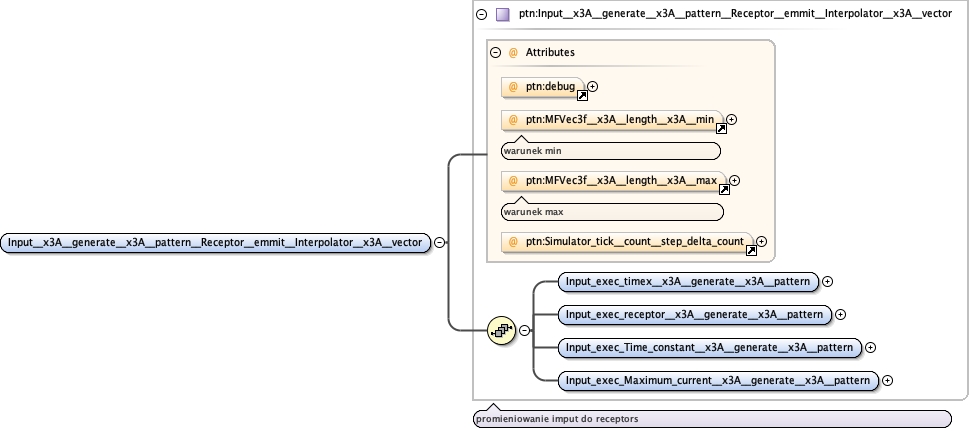 ptn:Input__x3A__generate__x3A__pattern__Receptor__emmit__Interpolator__x3A__vector
@ Attributes
@ ptn:debug
@ ptn:MFVec3f__x3A__length__x3A__min
warunek min
@ ptn:MFVec3f__x3A__length__x3A__max
warunek max
@ ptn:Simulator_tick__count__step_delta_count
Input__x3A__generate__x3A__pattern__Receptor__emmit__Interpolator__x3A__vector
Input_exec_timex__x3A__generate__x3A__pattern
Input_exec_receptor__x3A__generate__x3A__pattern
Input_exec_Time_constant__x3A__generate__x3A__pattern
Input_exec_Maximum_current__x3A__generate__x3A__pattern
promieniowanie imput do receptors